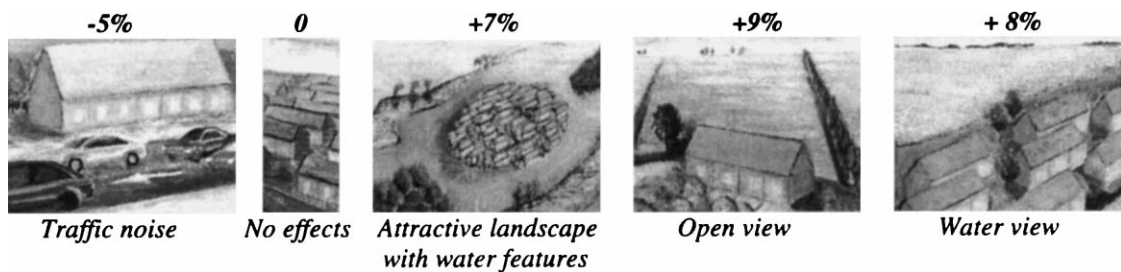 -5%
0
+7%
+9%
+ 8%
Traffic noise
No effects
Attractive landscape
with water features
Open view
Water view